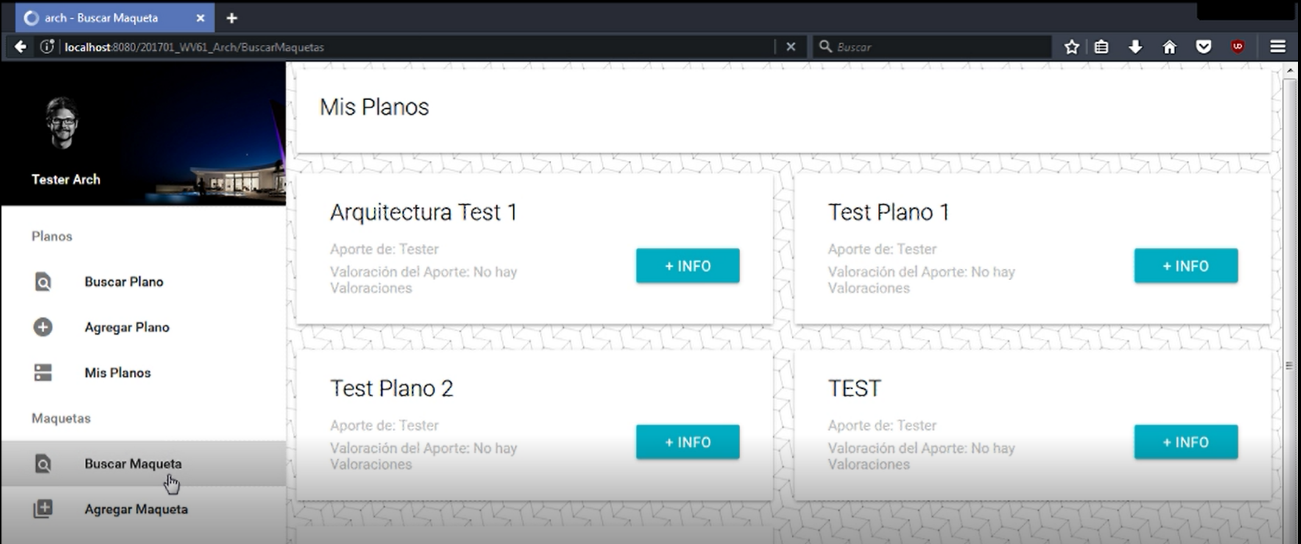 arch - Buscar Maqueta
localhost:8080/201701_WV61_Arch/BuscarMaquetas
Buscar
Tester Arch
Planos
Buscar Plano
Agregar Plano
Mis Planos
Maquetas
Buscar Maqueta
Agregar Maqueta
Mis Planos
Arquitectura Test 1
Aporte de: Tester
Valoración del Aporte: No hay
Valoraciones
+ INFO
Test Plano 1
Aporte de: Tester
Valoración del Aporte: No hay
Valoraciones
+ INFO
Test Plano 2
Aporte de: Tester
Valoración del Aporte: No hay
Valoraciones
+ INFO
TEST
Aporte de: Tester
Valoración del Aporte: No hay
Valoraciones
+ INFO